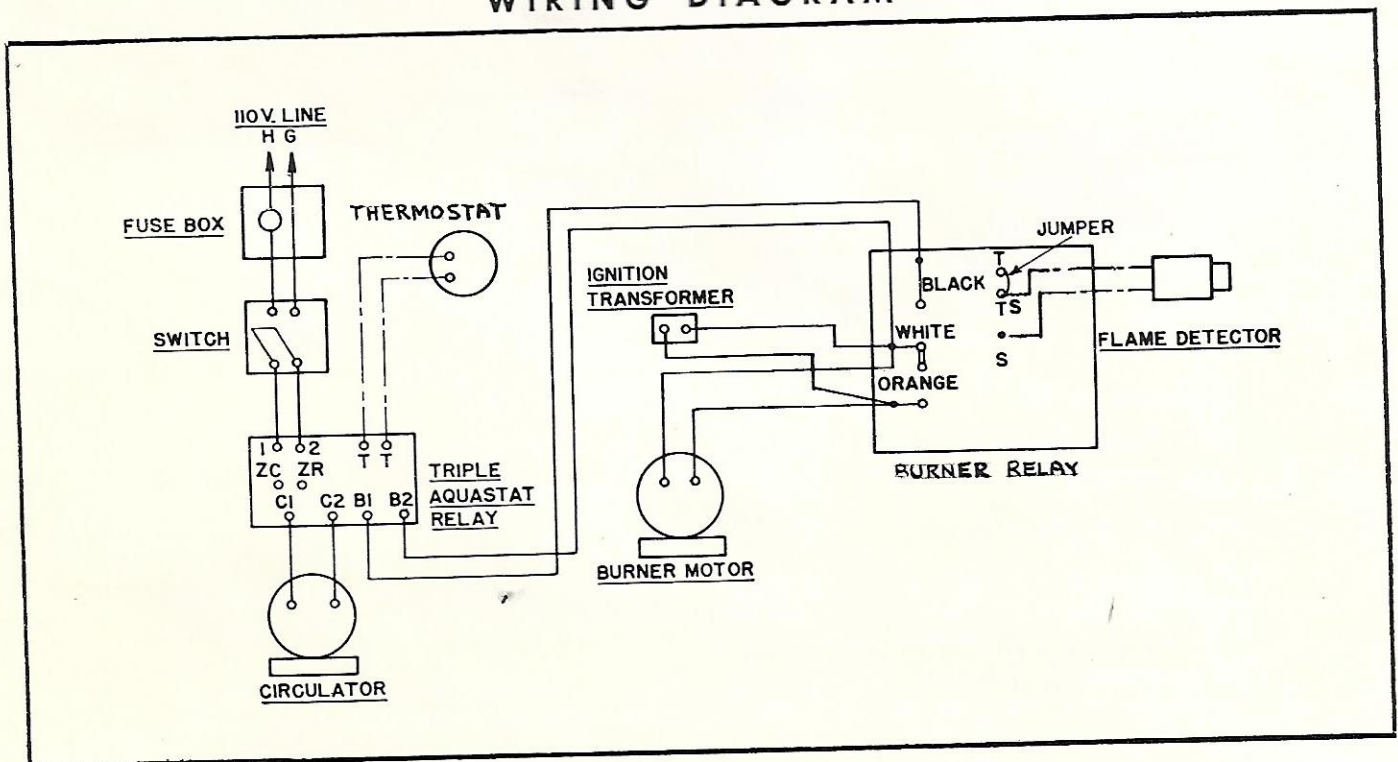 WIRING DIAGRAM
110 V. LINE
H G
FUSE BOX
THERMOSTAT
SWITCH
1 2
ZC ZR
T T
C1 C2 B1 B2
TRIPLE
AQUASTAT
RELAY
CIRCULATOR
IGNITION
TRANSFORMER
BURNER MOTOR
JUMPER
T
BLACK
TS
WHITE
S
ORANGE
BURNER RELAY
FLAME DETECTOR